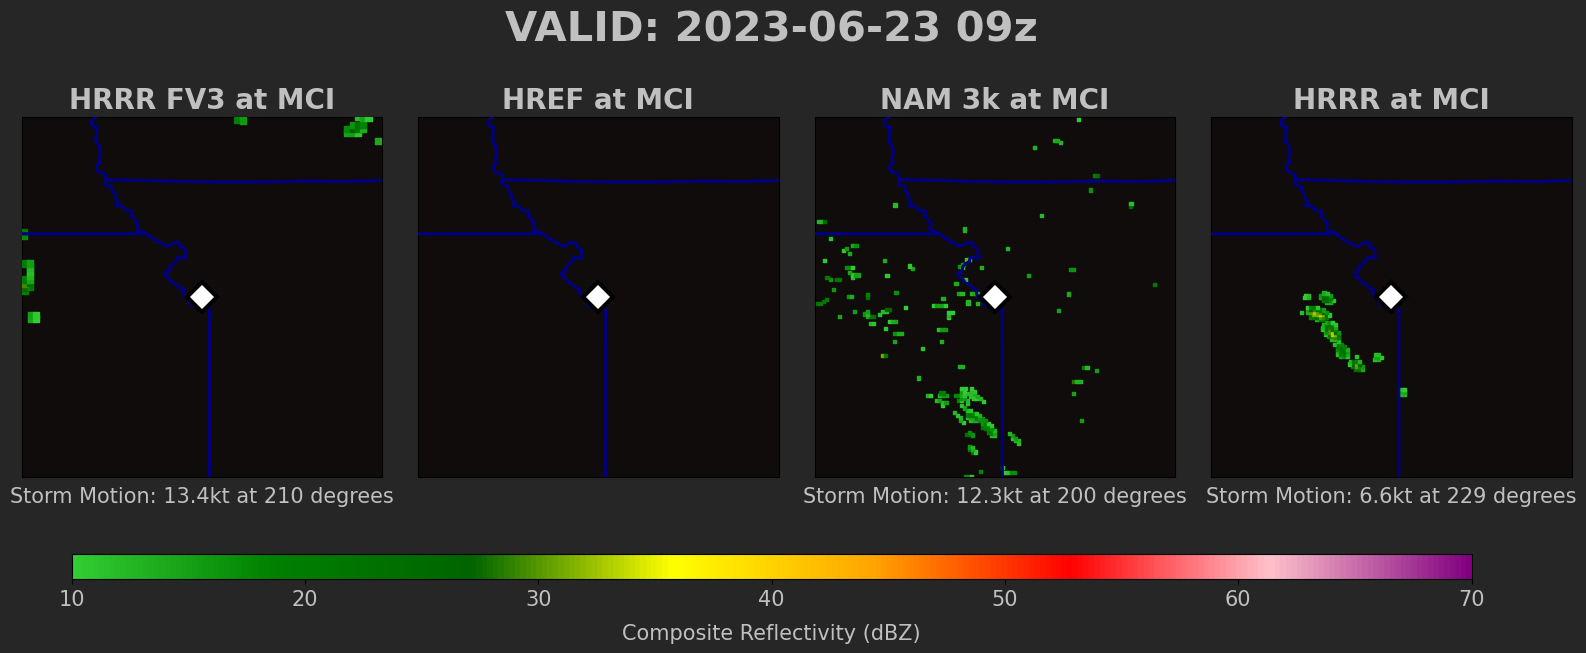 VALID: 2023-06-23 09z
HRRR FV3 at MCI
HREF at MCI
NAM 3k at MCI
HRRR at MCI
Storm Motion: 13.4kt at 210 degrees
Storm Motion: 12.3kt at 200 degrees
Storm Motion: 6.6kt at 229 degrees
10 20 30 40 50 60 70
Composite Reflectivity (dBZ)